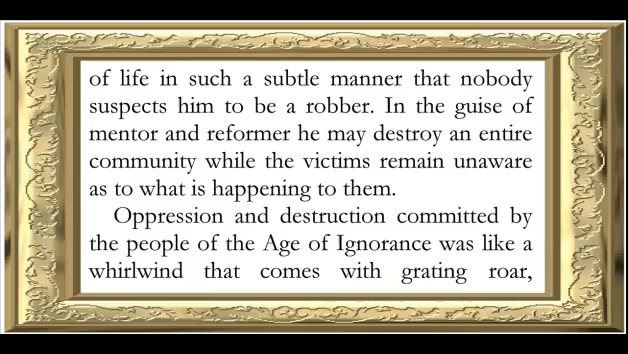 of life in such a subtle manner that nobody
suspects him to be a robber. In the guise of
mentor and reformer he may destroy an entire
community while the victims remain unaware
as to what is happening to them.
Oppression and destruction committed by
the people of the Age of Ignorance was like a
whirlwind that comes with grating roar,